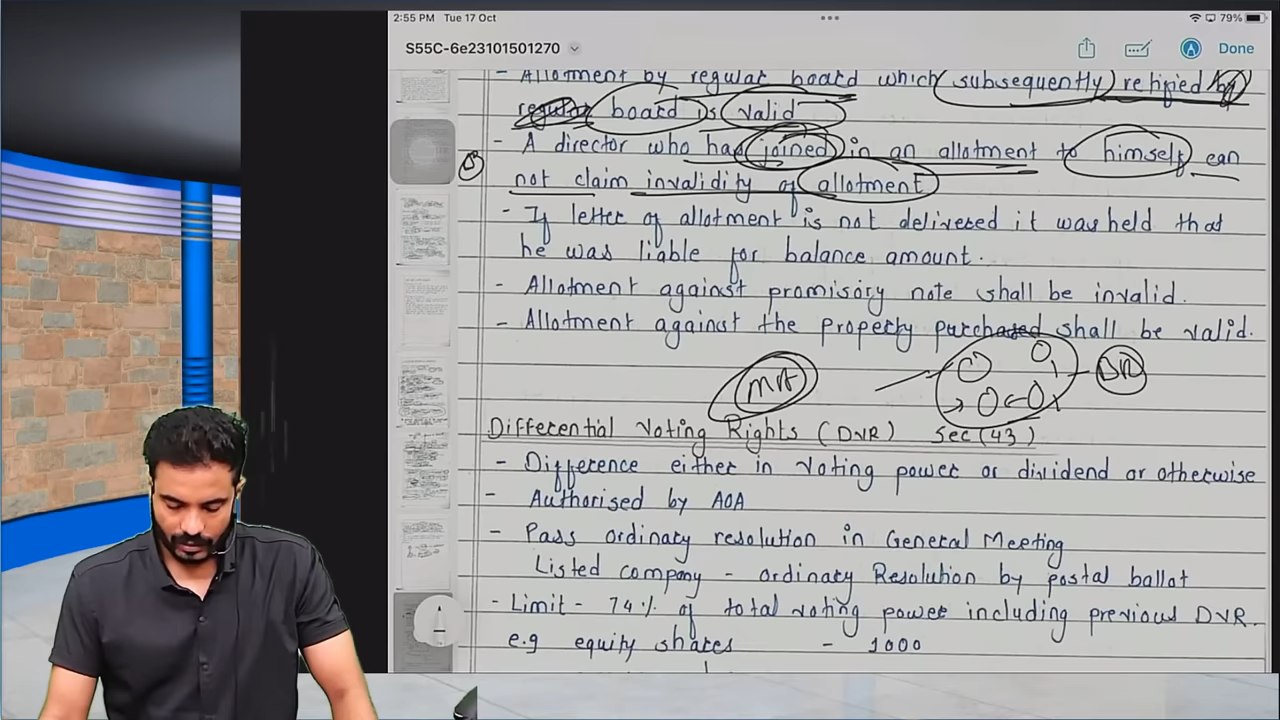 2:55 PM Tue 17 Oct
79%
S55C-6e23101501270
Done
- Allotment by regular board which subsequently retified by
regular board is valid
- A director who had joined in an allotment to himself can
not claim invalidity of allotment
- If letter of allotment is not delivered it was held that
he was liable for balance amount.
- Allotment against promisory note shall be invalid.
- Allotment against the property purchased shall be valid.
Differential Voting Rights (DVR) Sec(43)
- Difference either in voting power or dividend or otherwise
- Authorised by AOA
- Pass ordinary resolution in General Meeting
Listed company - ordinary Resolution by postal ballot
- Limit - 74% of total voting power including previous DVR.
e.g equity shares - 1000